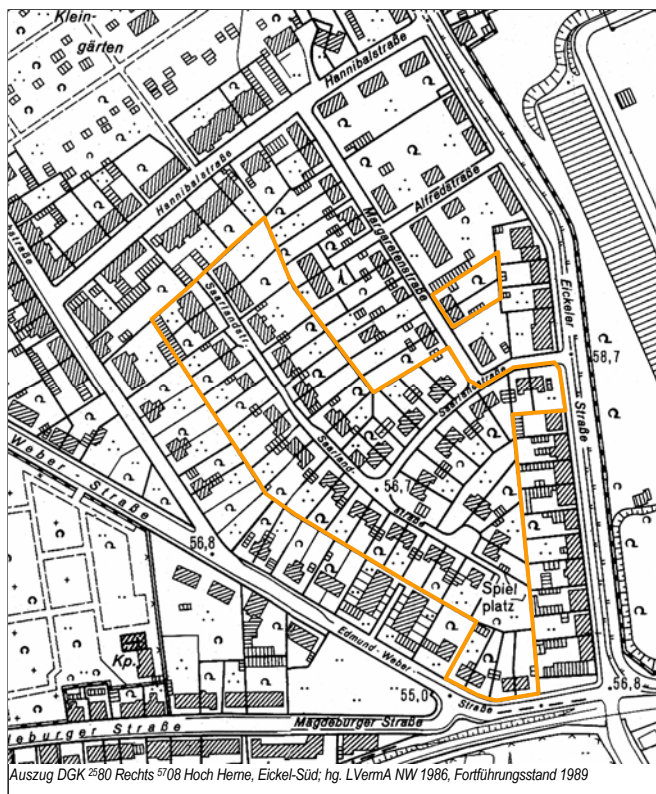 Klein-
gärten
Hannibalstraße
Hannibalstraße
Alfredstraße
Margaretenstraße
Saarlandstr.
Eickeler
Straße
58,7
Saarlandstraße
Saarland-
straße
56,7
Weber Straße
56,8
Spiel
platz
Edmund-Weber
Straße
Kp.
55,0
56,8
Magdeburger Straße
eburger Straße
Auszug DGK 2580 Rechts 5708 Hoch Herne, Eickel-Süd; hg. LVermA NW 1986, Fortführungsstand 1989